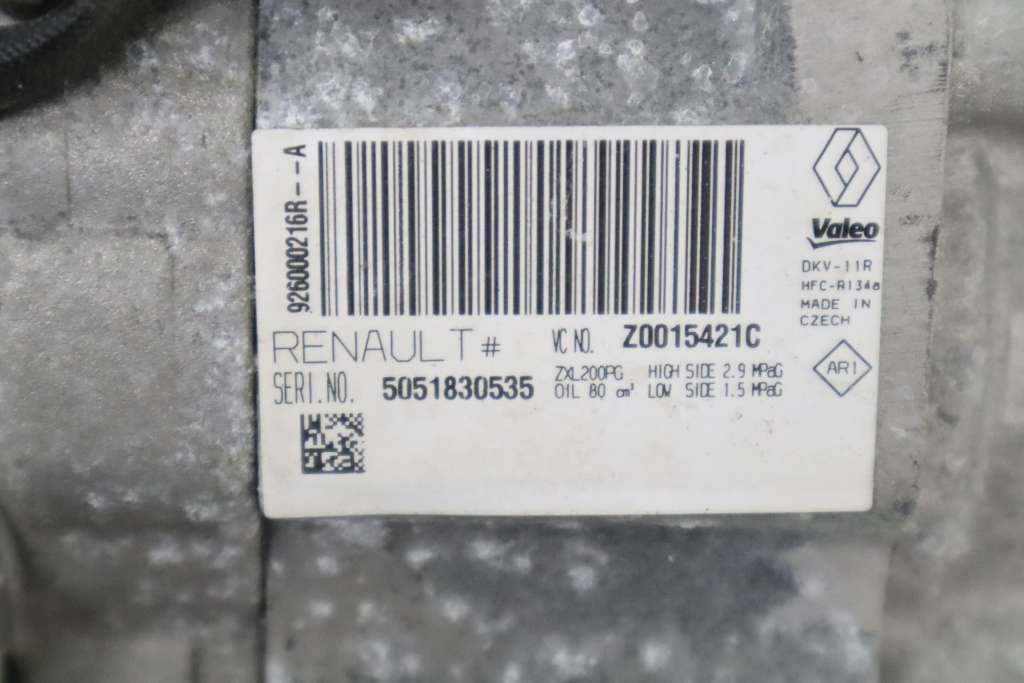 926000216R--A
Valeo
DKV-11R
HFC-R134a
MADE IN
CZECH
RENAULT #
VC NO. Z0015421C
SERI.NO. 5051830535
ZXL200PG HIGH SIDE 2.9 MPaG
OIL 80 cm³ LOW SIDE 1.5 MPaG
AR1